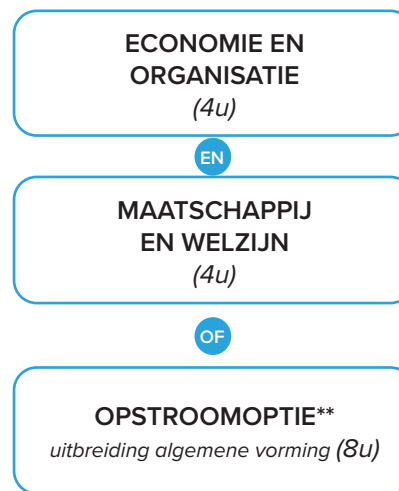 ECONOMIE EN
ORGANISATIE
(4u)
EN
MAATSCHAPPIJ
EN WELZIJN
(4u)
OF
OPSTROOMOPTIE**
uitbreiding algemene vorming (8u)